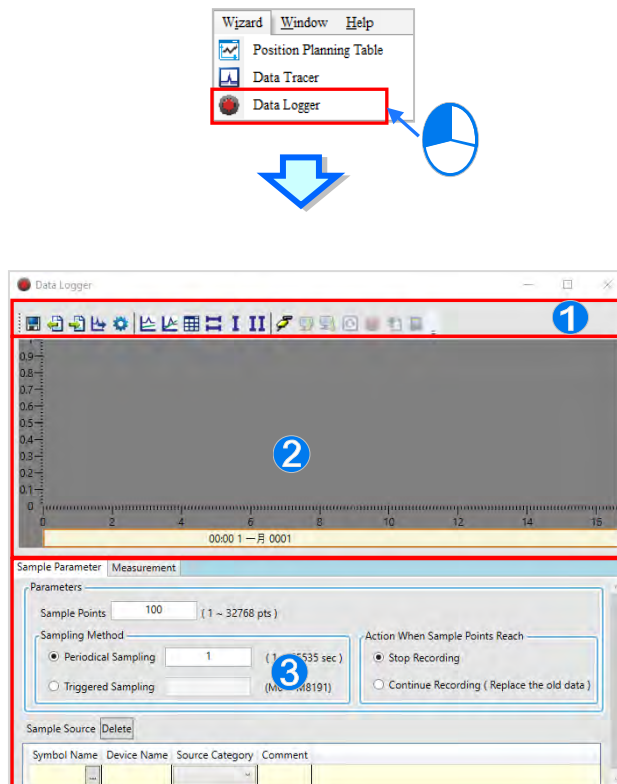 Wizard Window Help
Position Planning Table
Data Tracer
Data Logger
Data Logger
1
0.9
0.8
0.7
0.6
0.5
0.4
0.3
0.2
0.1
0
2
0 2 4 6 8 10 12 14 16
00:00 1 一月 0001
Sample Parameter Measurement
Parameters
Sample Points 100 ( 1 ~ 32768 pts )
Sampling Method
Action When Sample Points Reach
Periodical Sampling 1 ( 1 5535 sec )
Stop Recording
3
Triggered Sampling M8191)
Continue Recording ( Replace the old data )
Sample Source Delete
Symbol Name Device Name Source Category Comment
...